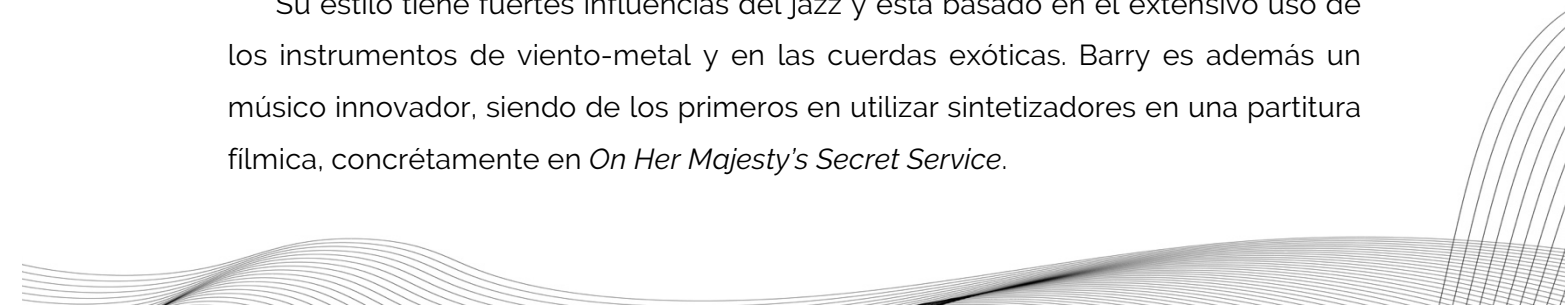 Su estilo tiene fuertes influencias del jazz y está basado en el extensivo uso de
los instrumentos de viento-metal y en las cuerdas exóticas. Barry es además un
músico innovador, siendo de los primeros en utilizar sintetizadores en una partitura
fílmica, concrétamente en On Her Majesty’s Secret Service.